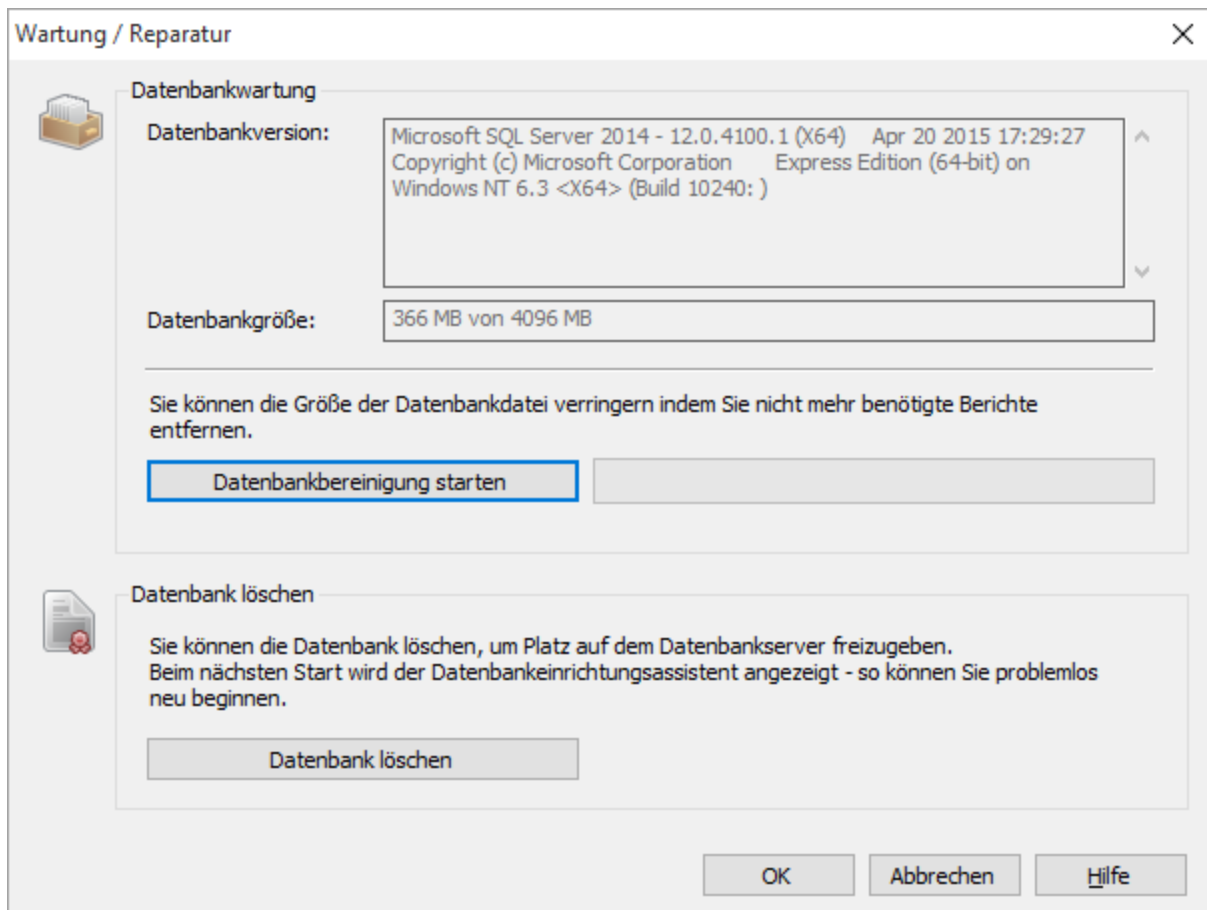 Wartung / Reparatur
Datenbankwartung
Datenbankversion:
Microsoft SQL Server 2014 - 12.0.4100.1 (X64) Apr 20 2015 17:29:27
Copyright (c) Microsoft Corporation Express Edition (64-bit) on
Windows NT 6.3 <X64> (Build 10240: )
Datenbankgröße:
366 MB von 4096 MB
Sie können die Größe der Datenbankdatei verringern indem Sie nicht mehr benötigte Berichte
entfernen.
Datenbankbereinigung starten
Datenbank löschen
Sie können die Datenbank löschen, um Platz auf dem Datenbankserver freizugeben.
Beim nächsten Start wird der Datenbankeinrichtungsassistent angezeigt - so können Sie problemlos
neu beginnen.
Datenbank löschen
OK
Abbrechen
Hilfe